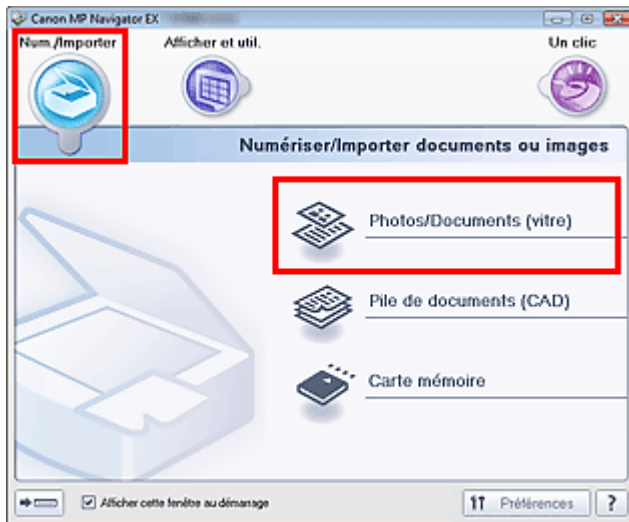 Canon MP Navigator EX
Num./Importer
Afficher et util.
Un clic
Numériser/Importer documents ou images
Photos/Documents (vitre)
Pile de documents (CAD)
Carte mémoire
Afficher cette fenêtre au démarrage
Préférences
?